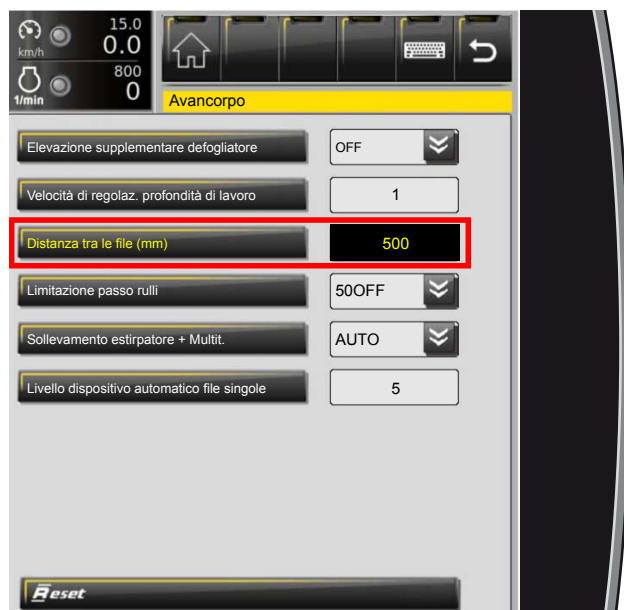 km/h
15.0
0.0
1/min
800
0
Avancorpo
Elevazione supplementare defogliatore OFF
Velocità di regolaz. profondità di lavoro 1
Distanza tra le file (mm) 500
Limitazione passo rulli 50OFF
Sollevamento estirpatore + Multit. AUTO
Livello dispositivo automatico file singole 5
Reset